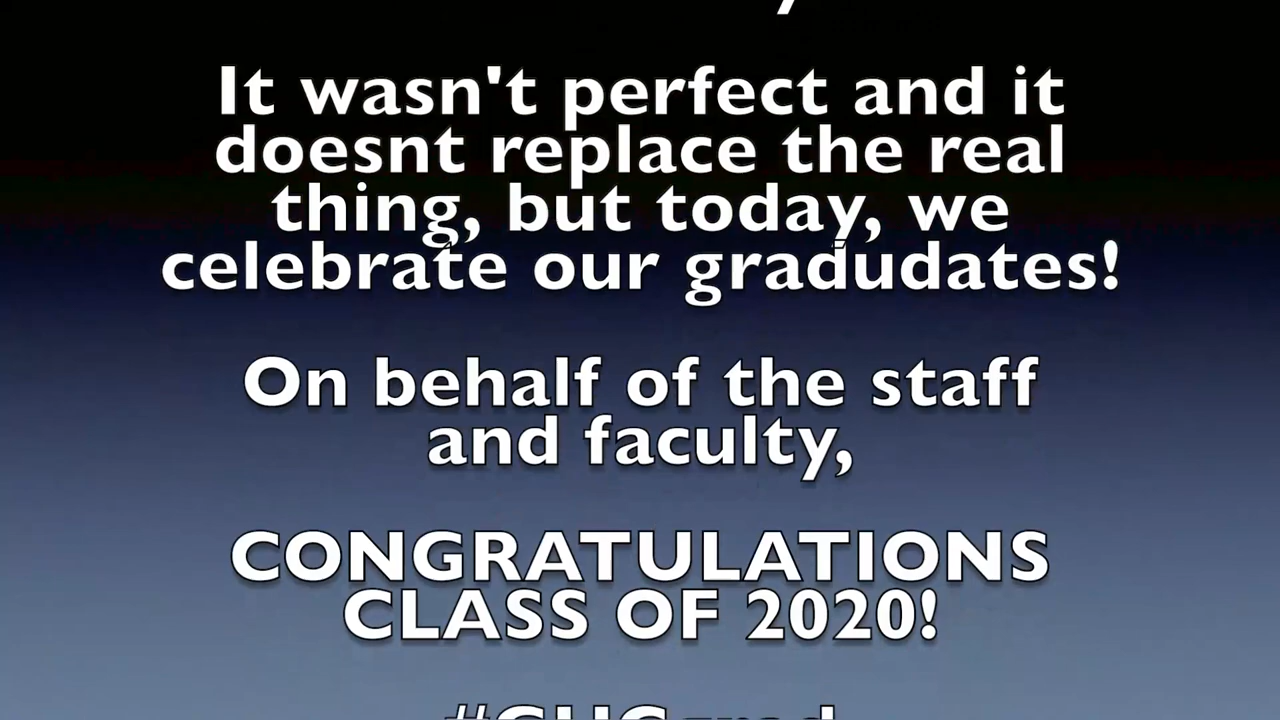 It wasn't perfect and it
doesnt replace the real
thing, but today, we
celebrate our gradudates!
On behalf of the staff
and faculty,
CONGRATULATIONS
CLASS OF 2020!